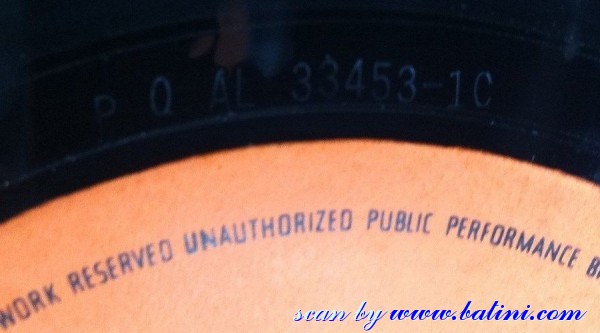 P Q AL 33453-1C
WORK RESERVED UNAUTHORIZED PUBLIC PERFORMANCE
scan by www.batini.com